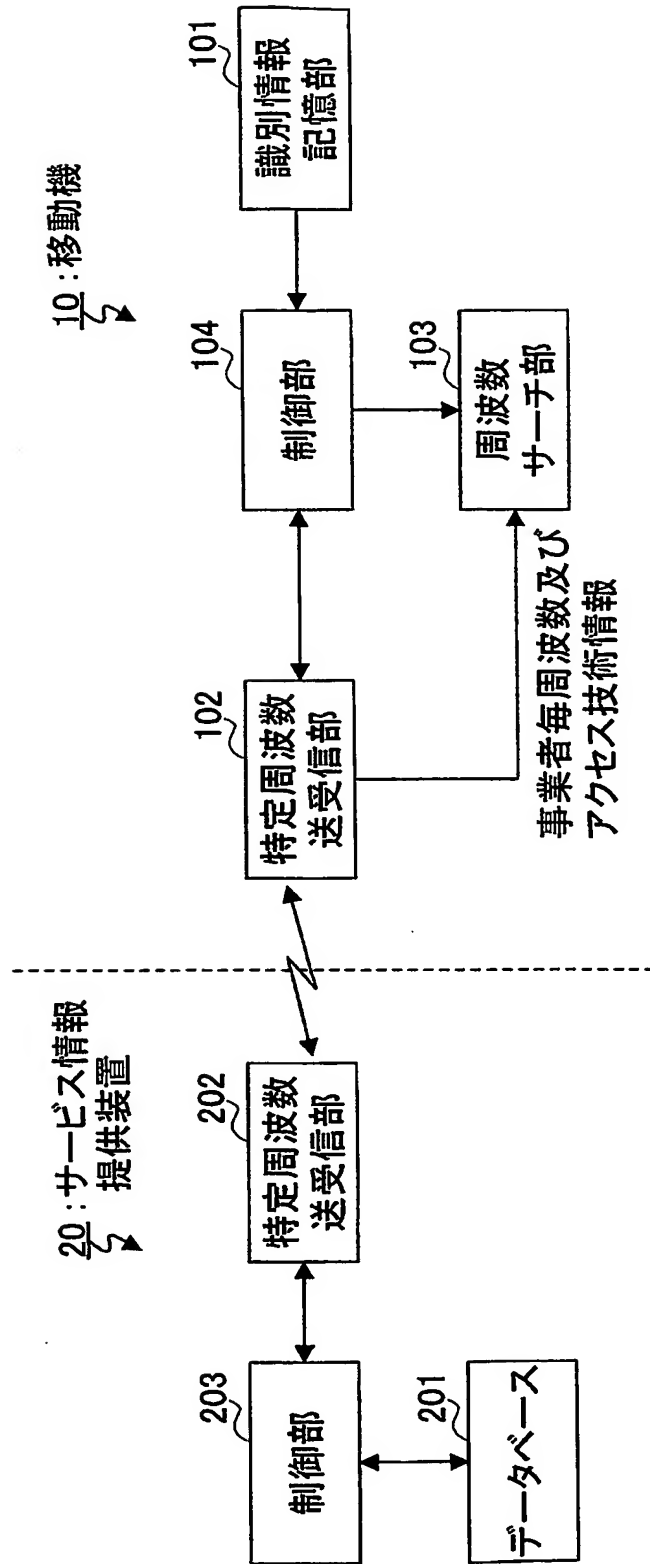 20:サービス情報
提供装置
203
制御部
201
データベース
202
特定周波数
送受信部
10:移動機
102
特定周波数
送受信部
104
制御部
101
識別情報
記憶部
103
周波数
サーチ部
事業者毎周波数及び
アクセス技術情報